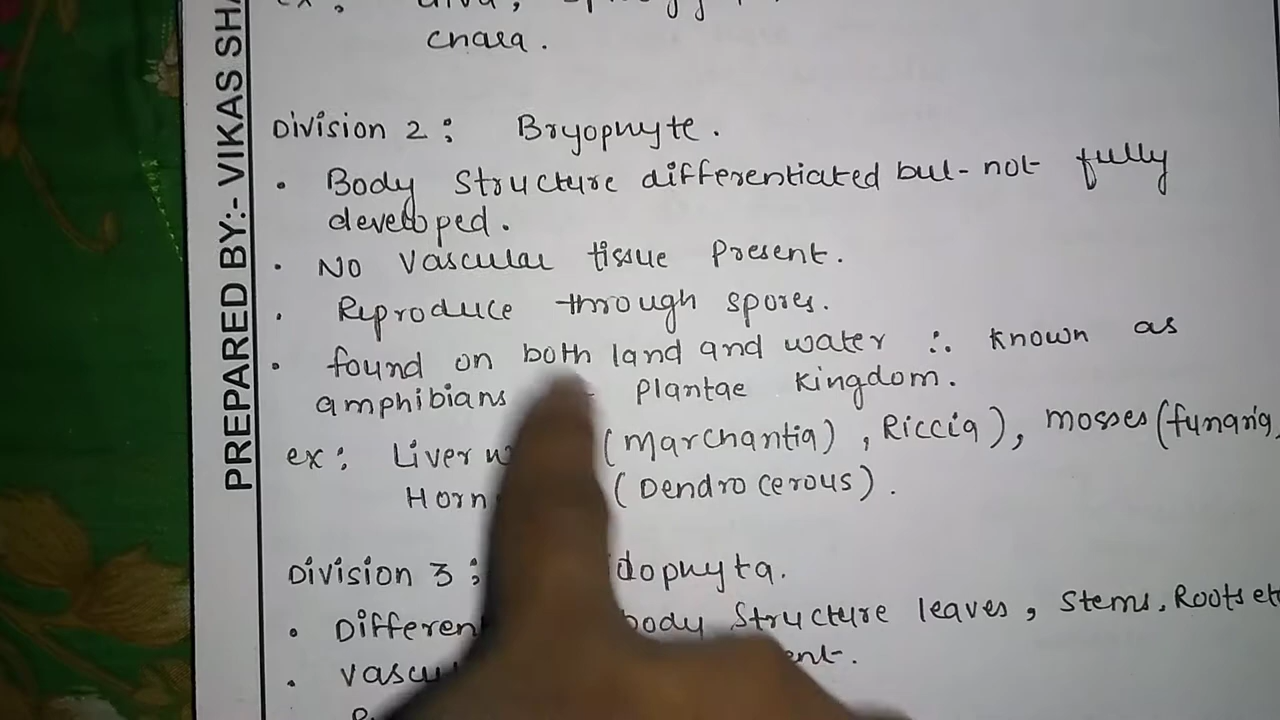 chara.
Division 2 : Bryophyte.
• Body Structure differentiated but not fully
developed.
• No Vascular tissue Present.
• Reproduce through spores.
• found on both land and water ∴ known as
amphibians Plantae Kingdom.
ex : Liver (Marchantia), Riccia), mosses (funaria,
Horn (Dendrocerous).
Division 3 : dophyta.
• Differen body Structure leaves, Stems, Roots et
• Vascu ent.
PREPARED BY:- VIKAS SHA